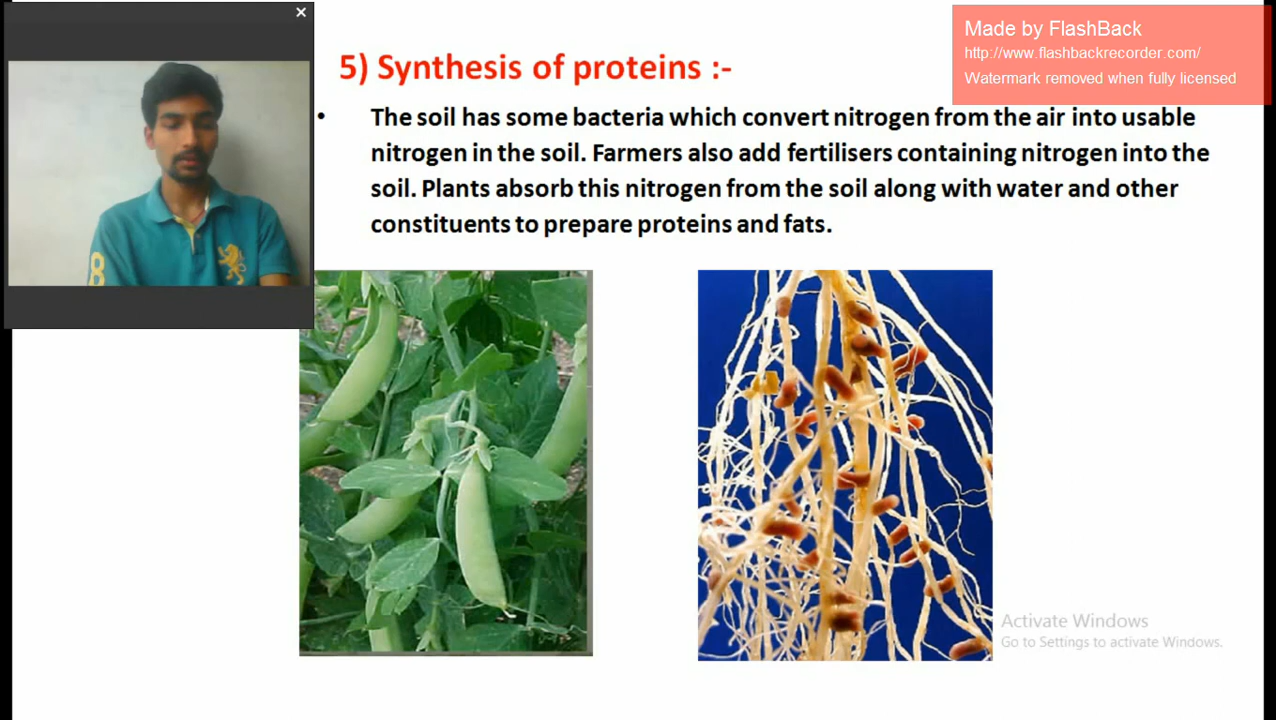 Made by FlashBack
http://www.flashbackrecorder.com/
Watermark removed when fully licensed
5) Synthesis of proteins :-
• The soil has some bacteria which convert nitrogen from the air into usable
nitrogen in the soil. Farmers also add fertilisers containing nitrogen into the
soil. Plants absorb this nitrogen from the soil along with water and other
constituents to prepare proteins and fats.
8
Activate Windows
Go to Settings to activate Windows.